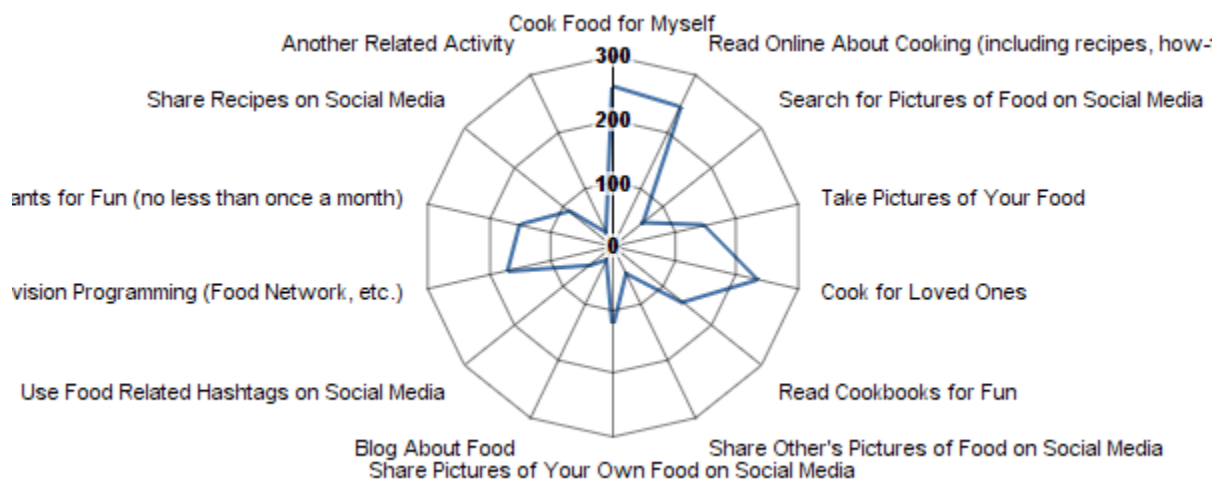 Cook Food for Myself
Another Related Activity
Read Online About Cooking (including recipes, how-
300
Share Recipes on Social Media
Search for Pictures of Food on Social Media
200
100
ants for Fun (no less than once a month)
Take Pictures of Your Food
0
vision Programming (Food Network, etc.)
Cook for Loved Ones
Use Food Related Hashtags on Social Media
Read Cookbooks for Fun
Blog About Food
Share Other's Pictures of Food on Social Media
Share Pictures of Your Own Food on Social Media